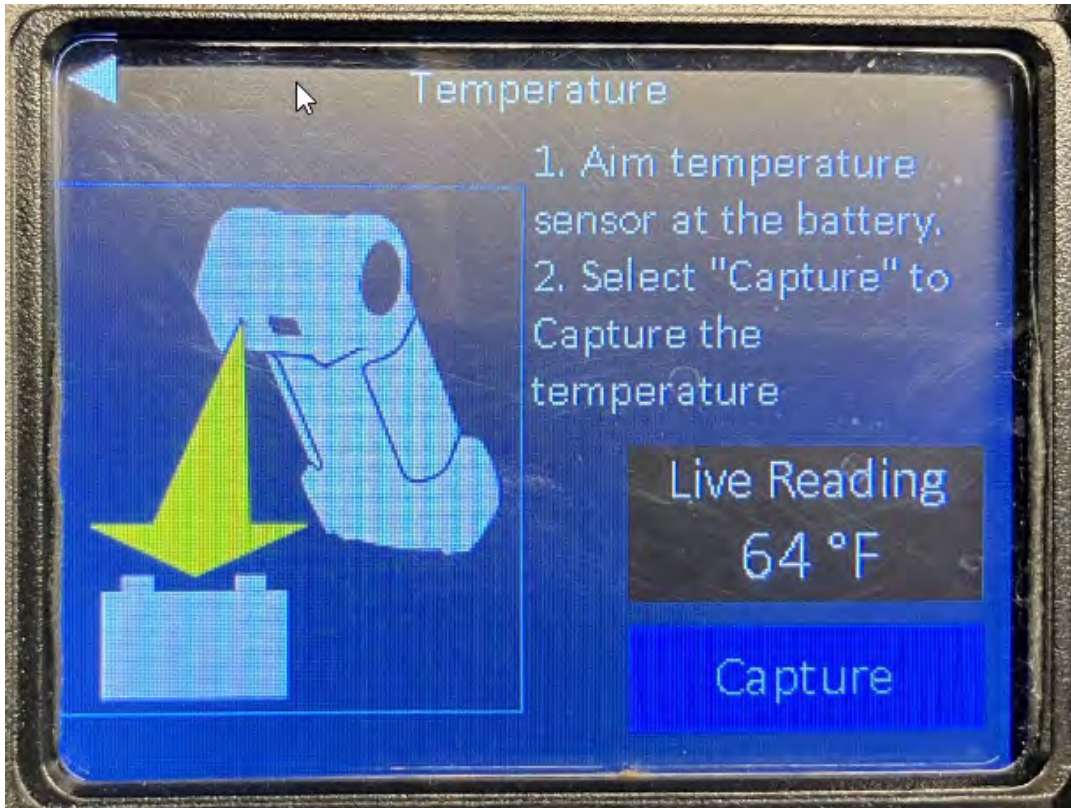 Temperature
1. Aim temperature
sensor at the battery.
2. Select "Capture" to
Capture the
temperature
Live Reading
64 °F
Capture